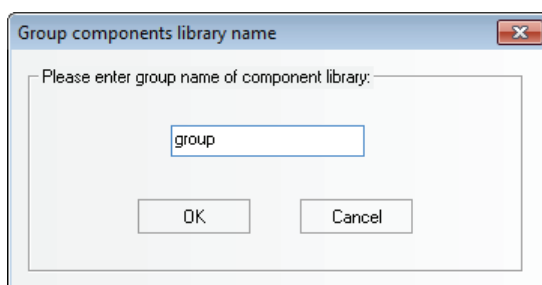 Group components library name
Please enter group name of component library:
group
OK Cancel